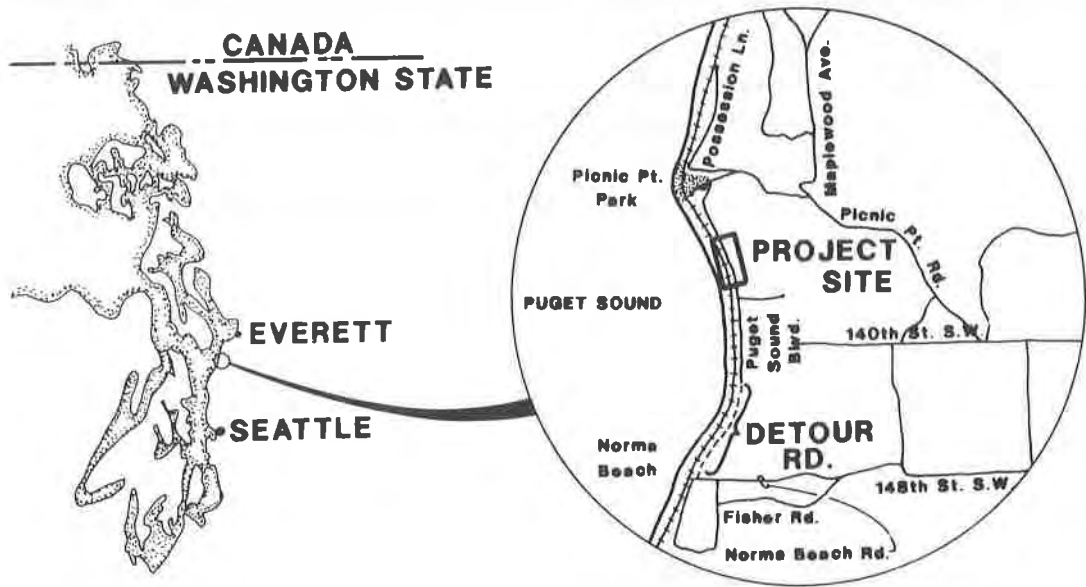 CANADA
WASHINGTON STATE
EVERETT
SEATTLE
Possession Ln.
Maplewood Ave.
Picnic Pt.
Park
Picnic
Pt.
Rd.
PROJECT
SITE
PUGET SOUND
Puget
Sound
Blvd.
140th St. S.W.
Norma
Beach
DETOUR
RD.
148th St. S.W
Fisher Rd.
Norma Beach Rd.